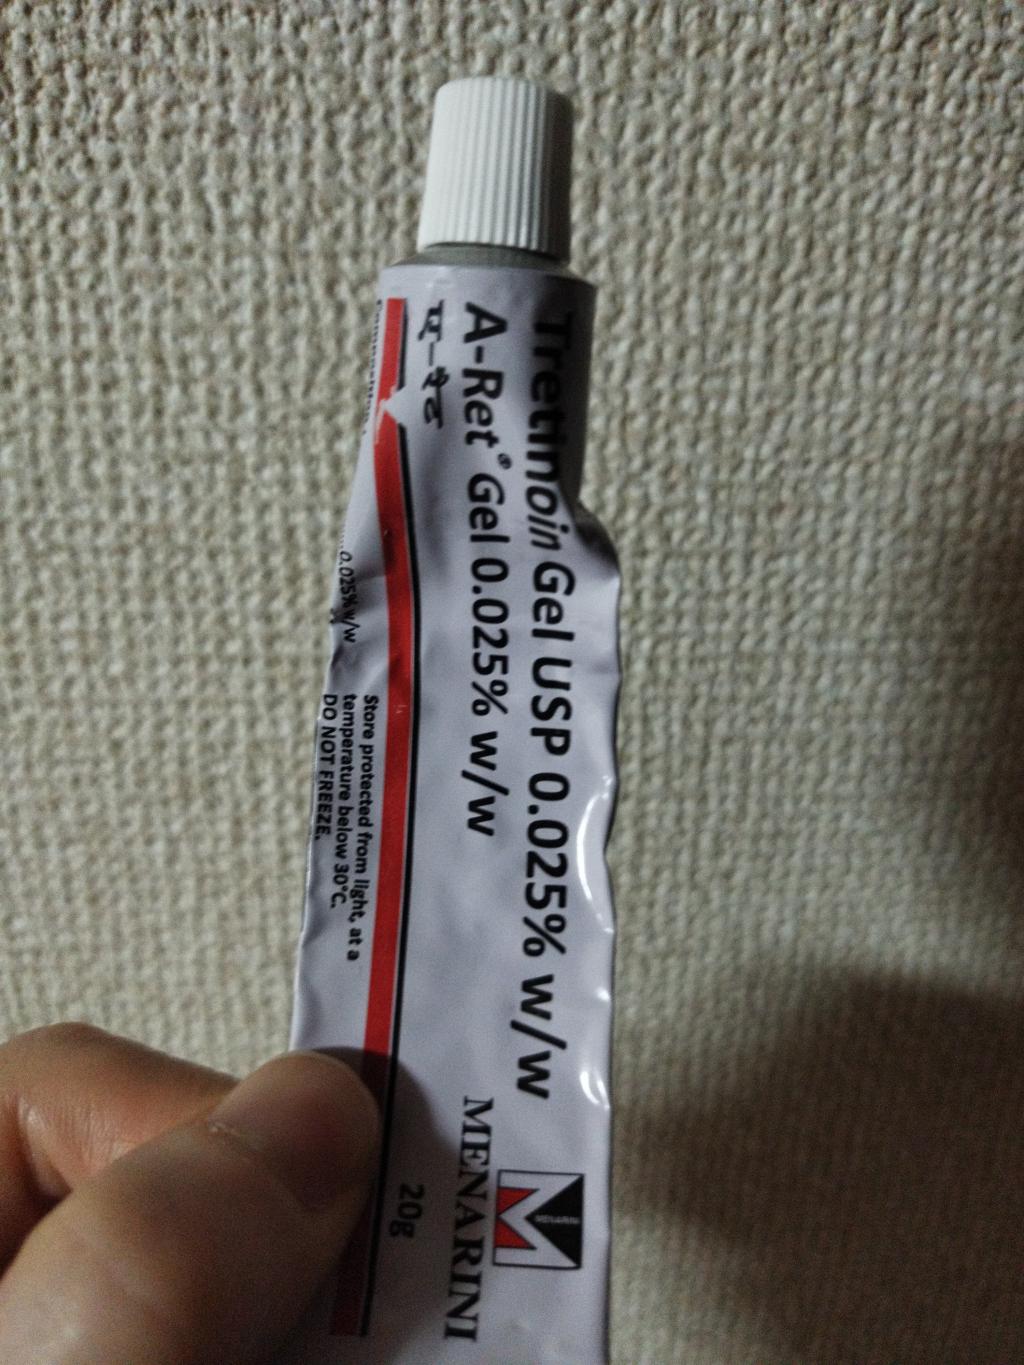 Tretinoin Gel USP 0.025% w/w
A-Ret® Gel 0.025% w/w
ए-रेट
MENARINI
MENARINI
20g
0.025% w/w
Store protected from light, at a
temperature below 30°C.
DO NOT FREEZE.